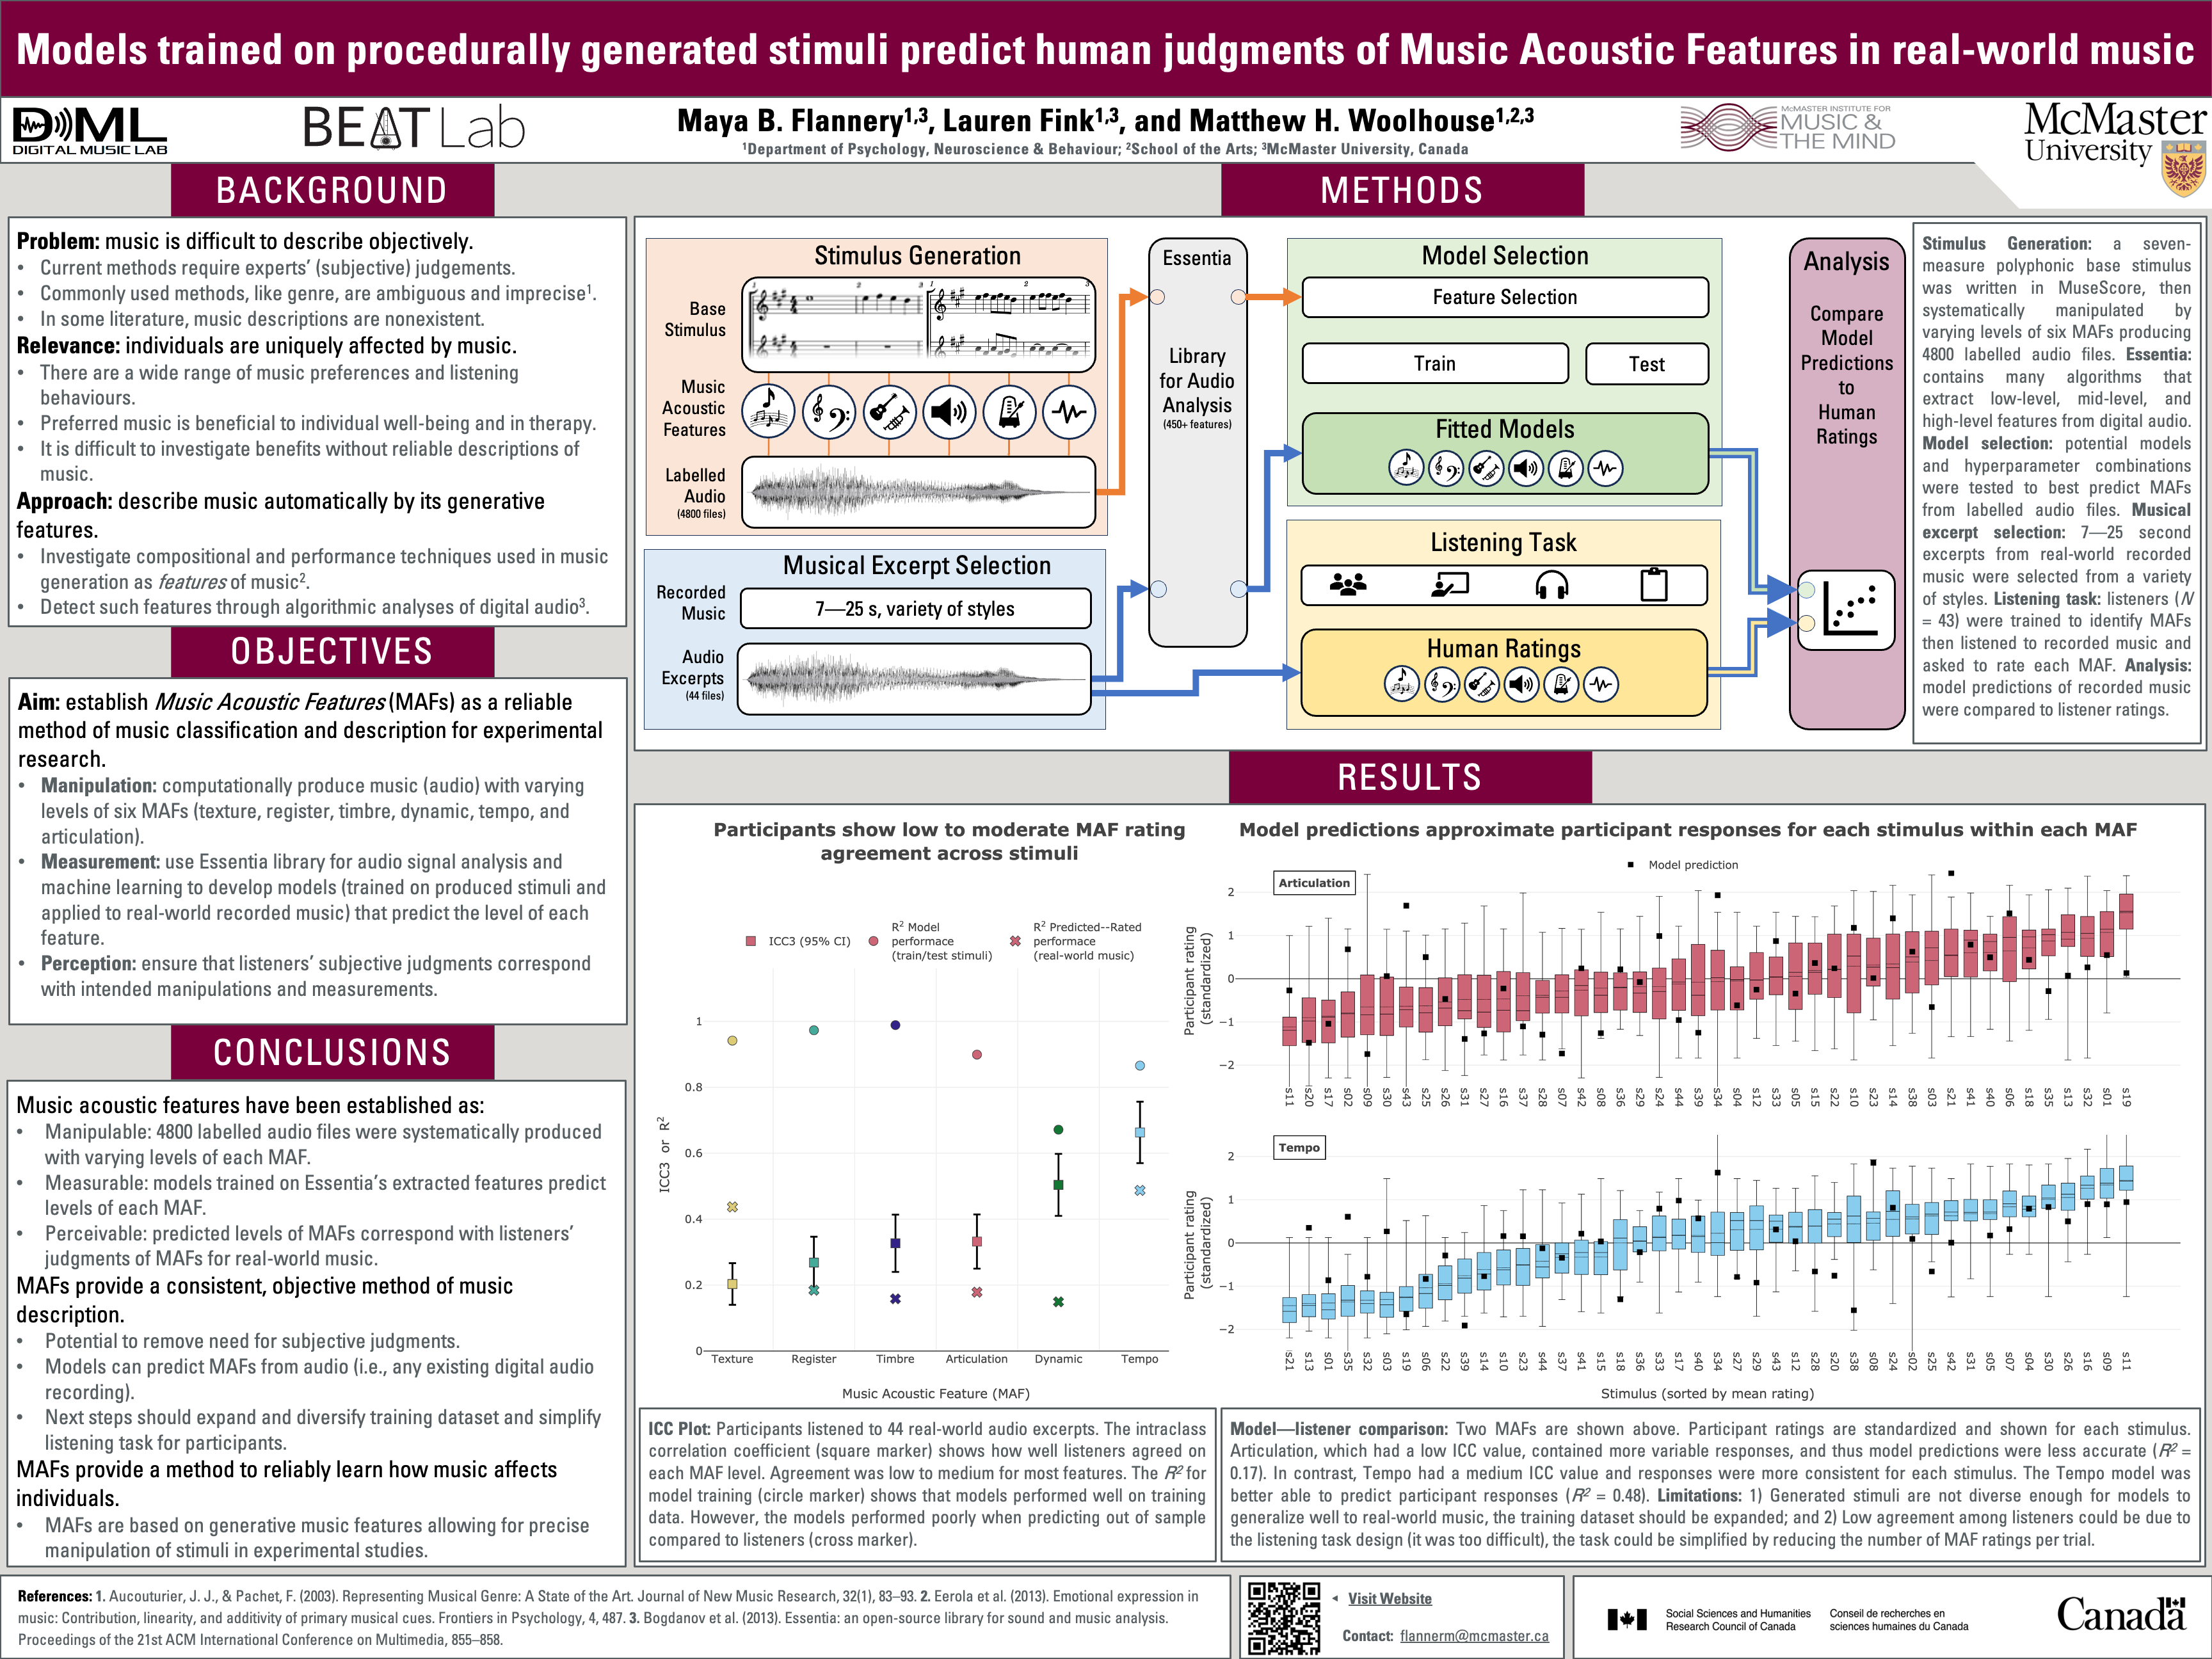 Models trained on procedurally generated stimuli predict human judgments of Music Acoustic Features in real-world music
D))ML
DIGITAL MUSIC LAB
BEAT Lab
Maya B. Flannery1,3, Lauren Fink1,3, and Matthew H. Woolhouse1,2,3
1Department of Psychology, Neuroscience & Behaviour; 2School of the Arts; 3McMaster University, Canada
McMASTER INSTITUTE FOR
MUSIC &
THE MIND
McMaster
University
BACKGROUND
Problem: music is difficult to describe objectively.
• Current methods require experts' (subjective) judgements.
• Commonly used methods, like genre, are ambiguous and imprecise1.
• In some literature, music descriptions are nonexistent.
Relevance: individuals are uniquely affected by music.
• There are a wide range of music preferences and listening
behaviours.
• Preferred music is beneficial to individual well-being and in therapy.
• It is difficult to investigate benefits without reliable descriptions of
music.
Approach: describe music automatically by its generative
features.
• Investigate compositional and performance techniques used in music
generation as features of music2.
• Detect such features through algorithmic analyses of digital audio3.
OBJECTIVES
Aim: establish Music Acoustic Features (MAFs) as a reliable
method of music classification and description for experimental
research.
• Manipulation: computationally produce music (audio) with varying
levels of six MAFs (texture, register, timbre, dynamic, tempo, and
articulation).
• Measurement: use Essentia library for audio signal analysis and
machine learning to develop models (trained on produced stimuli and
applied to real-world recorded music) that predict the level of each
feature.
• Perception: ensure that listeners' subjective judgments correspond
with intended manipulations and measurements.
CONCLUSIONS
Music acoustic features have been established as:
• Manipulable: 4800 labelled audio files were systematically produced
with varying levels of each MAF.
• Measurable: models trained on Essentia's extracted features predict
levels of each MAF.
• Perceivable: predicted levels of MAFs correspond with listeners'
judgments of MAFs for real-world music.
MAFs provide a consistent, objective method of music
description.
• Potential to remove need for subjective judgments.
• Models can predict MAFs from audio (i.e., any existing digital audio
recording).
• Next steps should expand and diversify training dataset and simplify
listening task for participants.
MAFs provide a method to reliably learn how music affects
individuals.
• MAFs are based on generative music features allowing for precise
manipulation of stimuli in experimental studies.
METHODS
Stimulus Generation
Base
Stimulus
Music
Acoustic
Features
Labelled
Audio
(4800 files)
Musical Excerpt Selection
Recorded
Music
7—25 s, variety of styles
Audio
Excerpts
(44 files)
Essentia
Library
for Audio
Analysis
(450+ features)
Model Selection
Feature Selection
Train
Test
Fitted Models
Listening Task
Human Ratings
Analysis
Compare
Model
Predictions
to
Human
Ratings
Stimulus Generation: a seven-
measure polyphonic base stimulus
was written in MuseScore, then
systematically manipulated by
varying levels of six MAFs producing
4800 labelled audio files. Essentia:
contains many algorithms that
extract low-level, mid-level, and
high-level features from digital audio.
Model selection: potential models
and hyperparameter combinations
were tested to best predict MAFs
from labelled audio files. Musical
excerpt selection: 7—25 second
excerpts from real-world recorded
music were selected from a variety
of styles. Listening task: listeners (N
= 43) were trained to identify MAFs
then listened to recorded music and
asked to rate each MAF. Analysis:
model predictions of recorded music
were compared to listener ratings.
RESULTS
Participants show low to moderate MAF rating
agreement across stimuli
ICC3 (95% CI)
R2 Model
performace
(train/test stimuli)
R2 Predicted--Rated
performace
(real-world music)
ICC3 or R2
1
0.8
0.6
0.4
0.2
0
Texture Register Timbre Articulation Dynamic Tempo
Music Acoustic Feature (MAF)
Model predictions approximate participant responses for each stimulus within each MAF
Model prediction
Articulation
Participant rating
(standardized)
2
1
0
−1
−2
s11 s20 s17 s02 s09 s30 s43 s25 s26 s31 s27 s16 s37 s28 s07 s42 s08 s36 s29 s24 s44 s39 s34 s04 s12 s33 s05 s15 s22 s10 s23 s14 s38 s03 s21 s41 s40 s06 s18 s35 s13 s32 s01 s19
Tempo
Participant rating
(standardized)
2
1
0
−1
−2
s21 s13 s01 s35 s32 s03 s19 s06 s22 s39 s14 s10 s23 s44 s37 s41 s15 s18 s36 s33 s17 s40 s34 s27 s29 s43 s12 s28 s20 s38 s08 s24 s02 s25 s42 s31 s05 s07 s04 s30 s26 s16 s09 s11
Stimulus (sorted by mean rating)
ICC Plot: Participants listened to 44 real-world audio excerpts. The intraclass
correlation coefficient (square marker) shows how well listeners agreed on
each MAF level. Agreement was low to medium for most features. The R2 for
model training (circle marker) shows that models performed well on training
data. However, the models performed poorly when predicting out of sample
compared to listeners (cross marker).
Model—listener comparison: Two MAFs are shown above. Participant ratings are standardized and shown for each stimulus.
Articulation, which had a low ICC value, contained more variable responses, and thus model predictions were less accurate (R2 =
0.17). In contrast, Tempo had a medium ICC value and responses were more consistent for each stimulus. The Tempo model was
better able to predict participant responses (R2 = 0.48). Limitations: 1) Generated stimuli are not diverse enough for models to
generalize well to real-world music, the training dataset should be expanded; and 2) Low agreement among listeners could be due to
the listening task design (it was too difficult), the task could be simplified by reducing the number of MAF ratings per trial.
References: 1. Aucouturier, J. J., & Pachet, F. (2003). Representing Musical Genre: A State of the Art. Journal of New Music Research, 32(1), 83–93. 2. Eerola et al. (2013). Emotional expression in
music: Contribution, linearity, and additivity of primary musical cues. Frontiers in Psychology, 4, 487. 3. Bogdanov et al. (2013). Essentia: an open-source library for sound and music analysis.
Proceedings of the 21st ACM International Conference on Multimedia, 855–858.
Visit Website
Contact: flannerm@mcmaster.ca
Social Sciences and Humanities
Research Council of Canada
Conseil de recherches en
sciences humaines du Canada
Canada